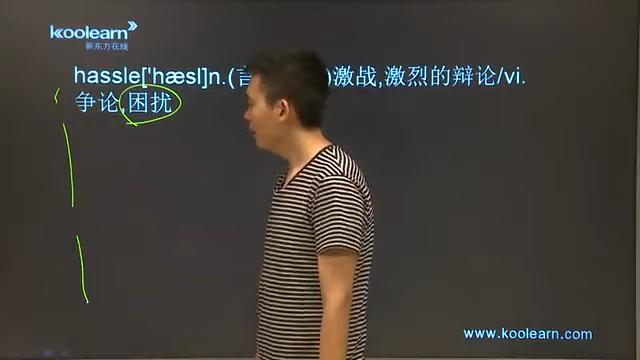 koolearn
新东方在线
hassle['hæsl]n.(言 )激战,激烈的辩论/vi.
争论,困扰
www.koolearn.com